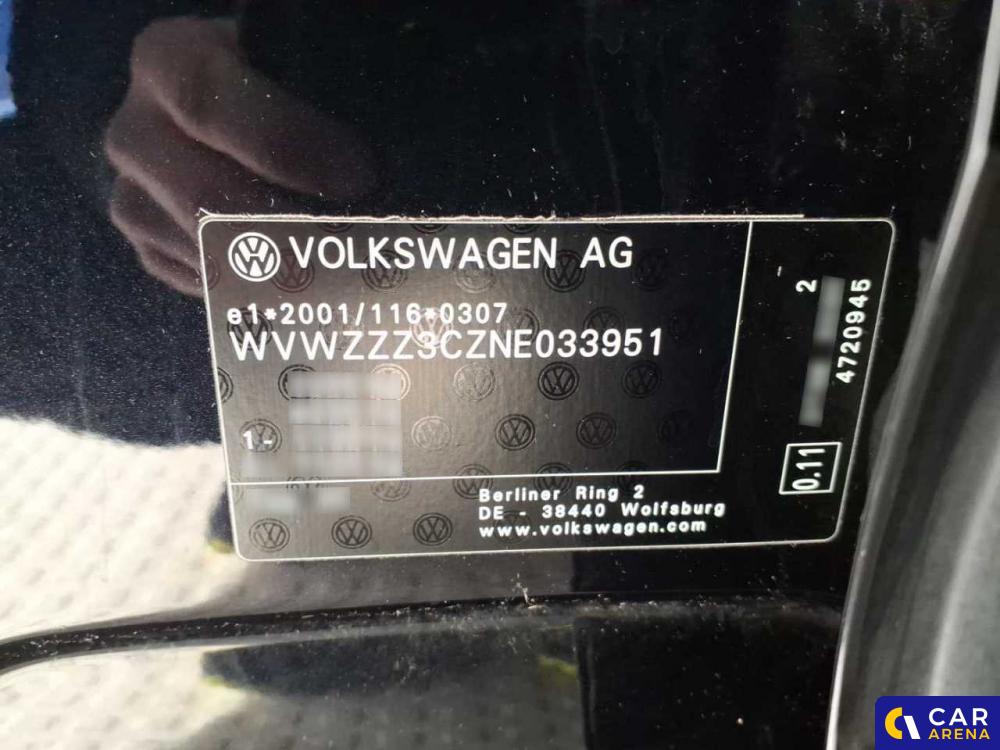 VOLKSWAGEN AG
e1*2001/116*0307
WVWZZZ3CZNE033951
1-
Berliner Ring 2
DE - 38440 Wolfsburg
www.volkswagen.com
2
4720945
0.11
CAR
ARENA